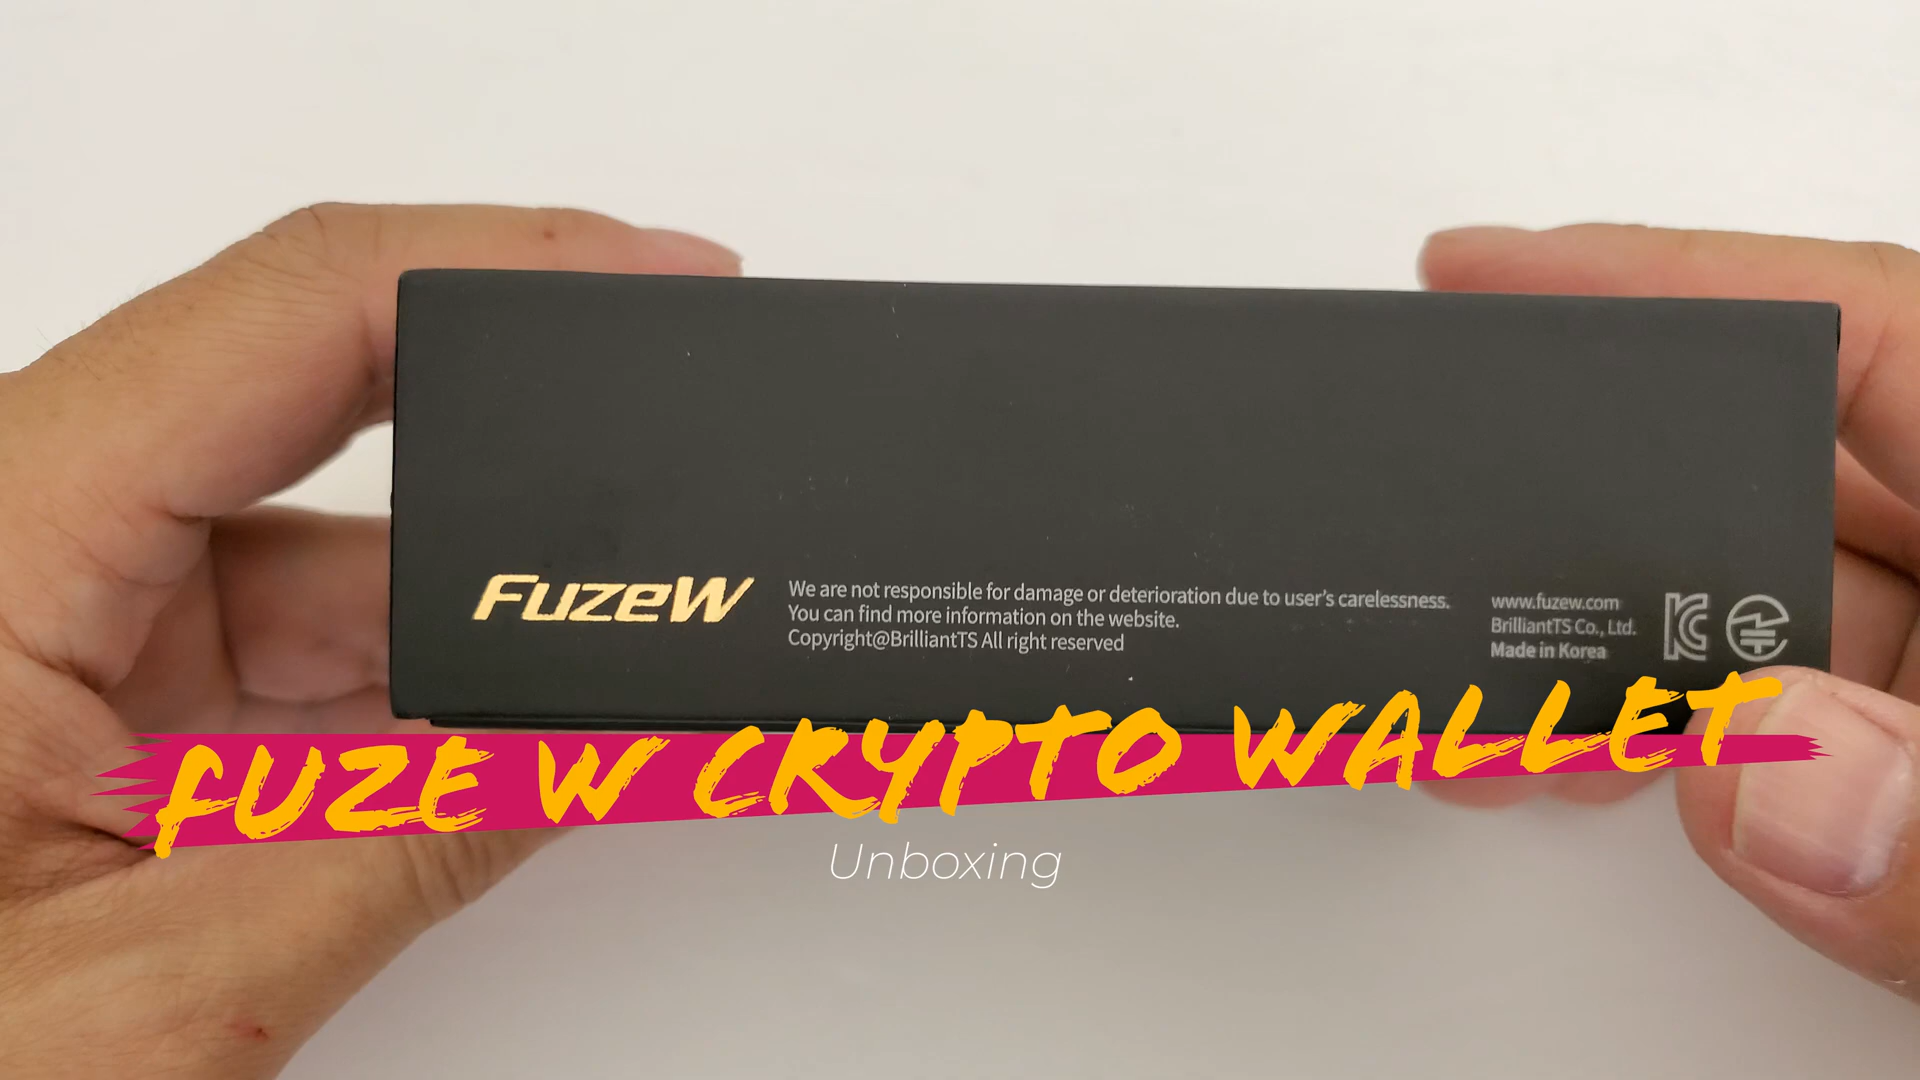 FUZEW
We are not responsible for damage or deterioration due to user's carelessness.
You can find more information on the website.
Copyright@BrilliantTS All right reserved
www.fuzew.com
BrilliantTS Co., Ltd.
Made in Korea
FUZE W CRYPTO WALLET
Unboxing